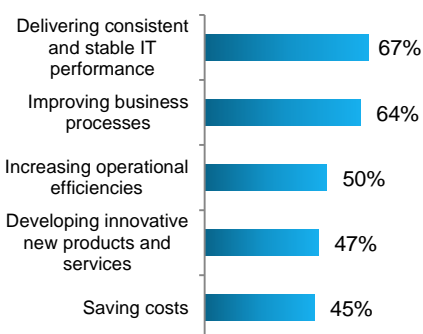 Delivering consistent
and stable IT
performance
67%
Improving business
processes
64%
Increasing operational
efficiencies
50%
Developing innovative
new products and
services
47%
Saving costs
45%